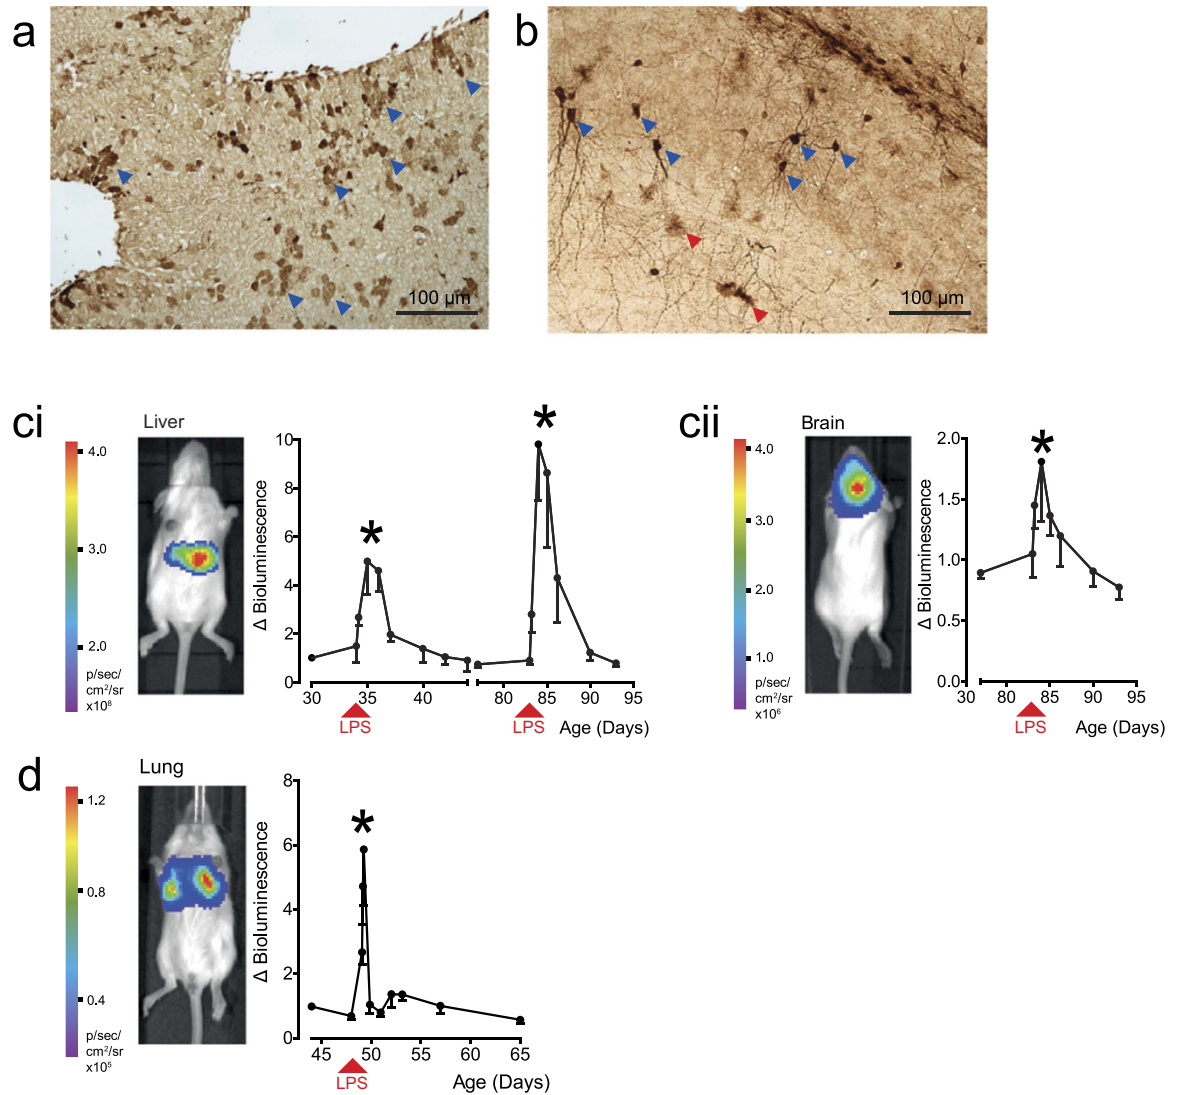 a
b
100 µm
100 µm
ci
Liver
4.0
3.0
2.0
p/sec/
cm²/sr
x10⁸
Δ Bioluminescence
10
8
6
4
2
0
*
*
30 35 40 80 85 90 95
LPS
LPS
Age (Days)
cii
Brain
4.0
3.0
2.0
1.0
p/sec/
cm²/sr
x10⁶
Δ Bioluminescence
2.0
1.5
1.0
0.5
0.0
*
30 80 85 90 95
LPS
Age (Days)
d
Lung
1.2
0.8
0.4
p/sec/
cm²/sr
x10⁵
Δ Bioluminescence
8
6
4
2
0
*
45 50 55 60 65
LPS
Age (Days)